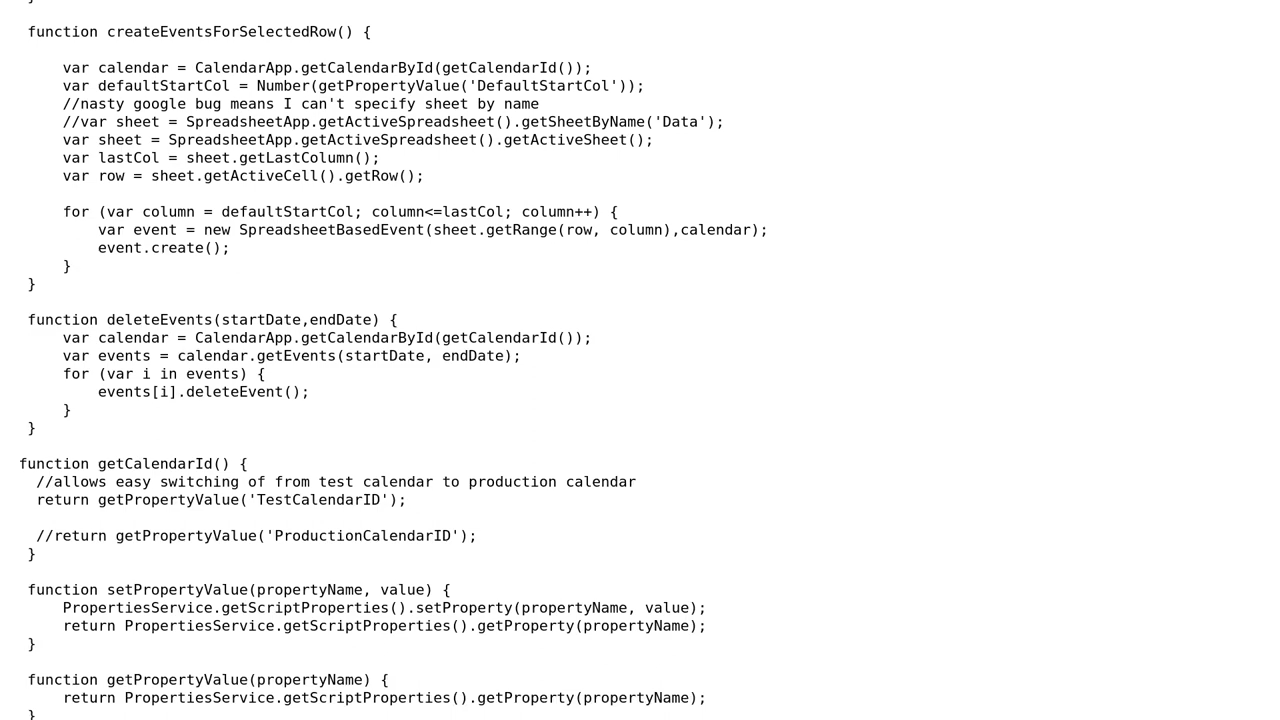 }
function createEventsForSelectedRow() {
var calendar = CalendarApp.getCalendarById(getCalendarId());
var defaultStartCol = Number(getPropertyValue('DefaultStartCol'));
//nasty google bug means I can't specify sheet by name
//var sheet = SpreadsheetApp.getActiveSpreadsheet().getSheetByName('Data');
var sheet = SpreadsheetApp.getActiveSpreadsheet().getActiveSheet();
var lastCol = sheet.getLastColumn();
var row = sheet.getActiveCell().getRow();
for (var column = defaultStartCol; column<=lastCol; column++) {
var event = new SpreadsheetBasedEvent(sheet.getRange(row, column),calendar);
event.create();
}
}
function deleteEvents(startDate,endDate) {
var calendar = CalendarApp.getCalendarById(getCalendarId());
var events = calendar.getEvents(startDate, endDate);
for (var i in events) {
events[i].deleteEvent();
}
}
function getCalendarId() {
//allows easy switching of from test calendar to production calendar
return getPropertyValue('TestCalendarID');
//return getPropertyValue('ProductionCalendarID');
}
function setPropertyValue(propertyName, value) {
PropertiesService.getScriptProperties().setProperty(propertyName, value);
return PropertiesService.getScriptProperties().getProperty(propertyName);
}
function getPropertyValue(propertyName) {
return PropertiesService.getScriptProperties().getProperty(propertyName);
}